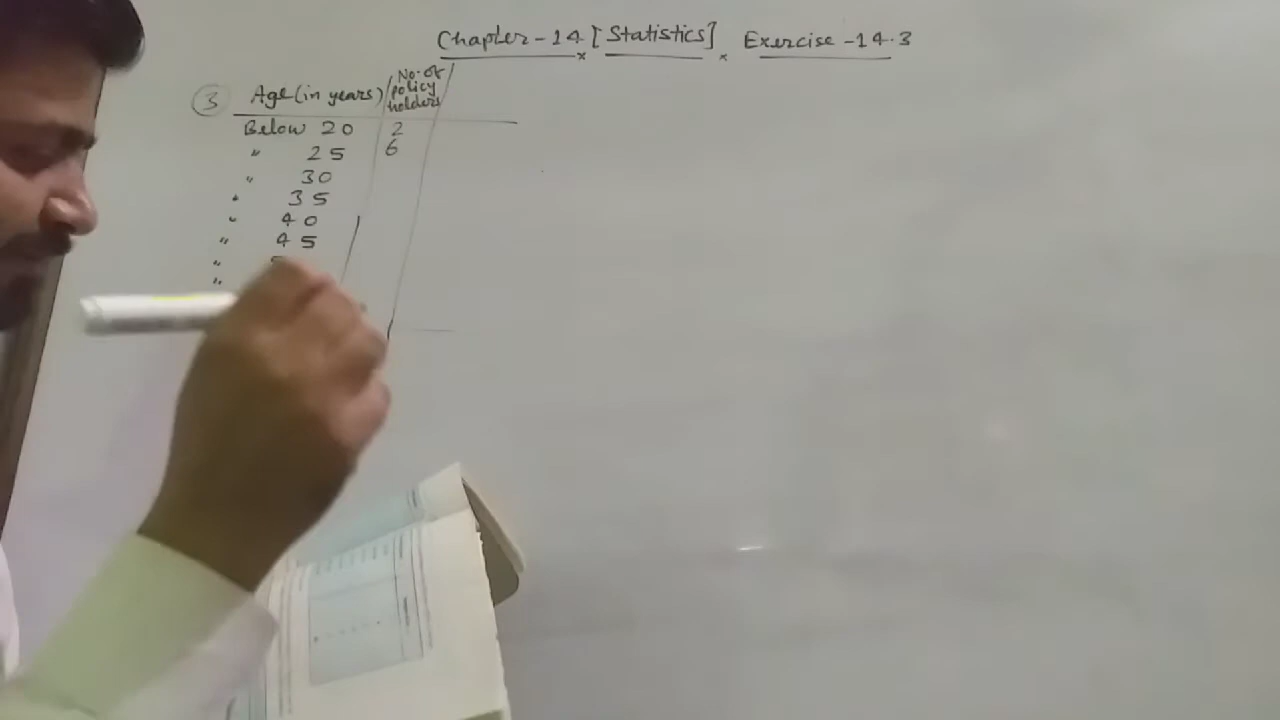 Chapter-14 [Statistics] Exercise-14.3
③ Age (in years) No. of policy holders
Below 20 2
" 25 6
" 30
" 35
" 40
" 45
"
"